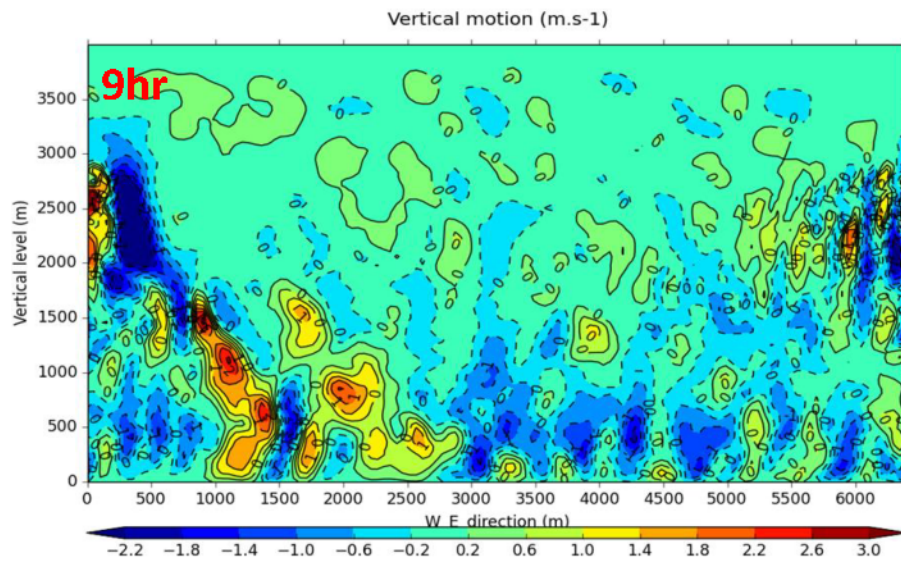 Vertical motion (m.s-1)
9hr
3500
3000
2500
2000
1500
1000
500
0
Vertical level (m)
0 500 1000 1500 2000 2500 3000 3500 4000 4500 5000 5500 6000
W_E_direction (m)
−2.2 −1.8 −1.4 −1.0 −0.6 −0.2 0.2 0.6 1.0 1.4 1.8 2.2 2.6 3.0